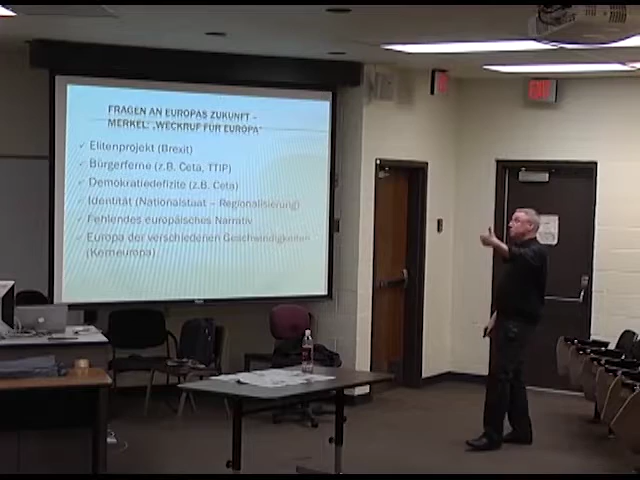 FRAGEN AN EUROPAS ZUKUNFT –
MERKEL „WECKRUF FÜR EUROPA"
Elitenprojekt (Brexit)
Bürgerferne (z.B. Ceta, TTIP)
Demokratiedefizite (z.B. Ceta)
Identität (Nationalstaat – Regionalisierung)
Fehlendes europäisches Narrativ
Europa der verschiedenen Geschwindigkeiten
(Kerneuropa)
EXIT